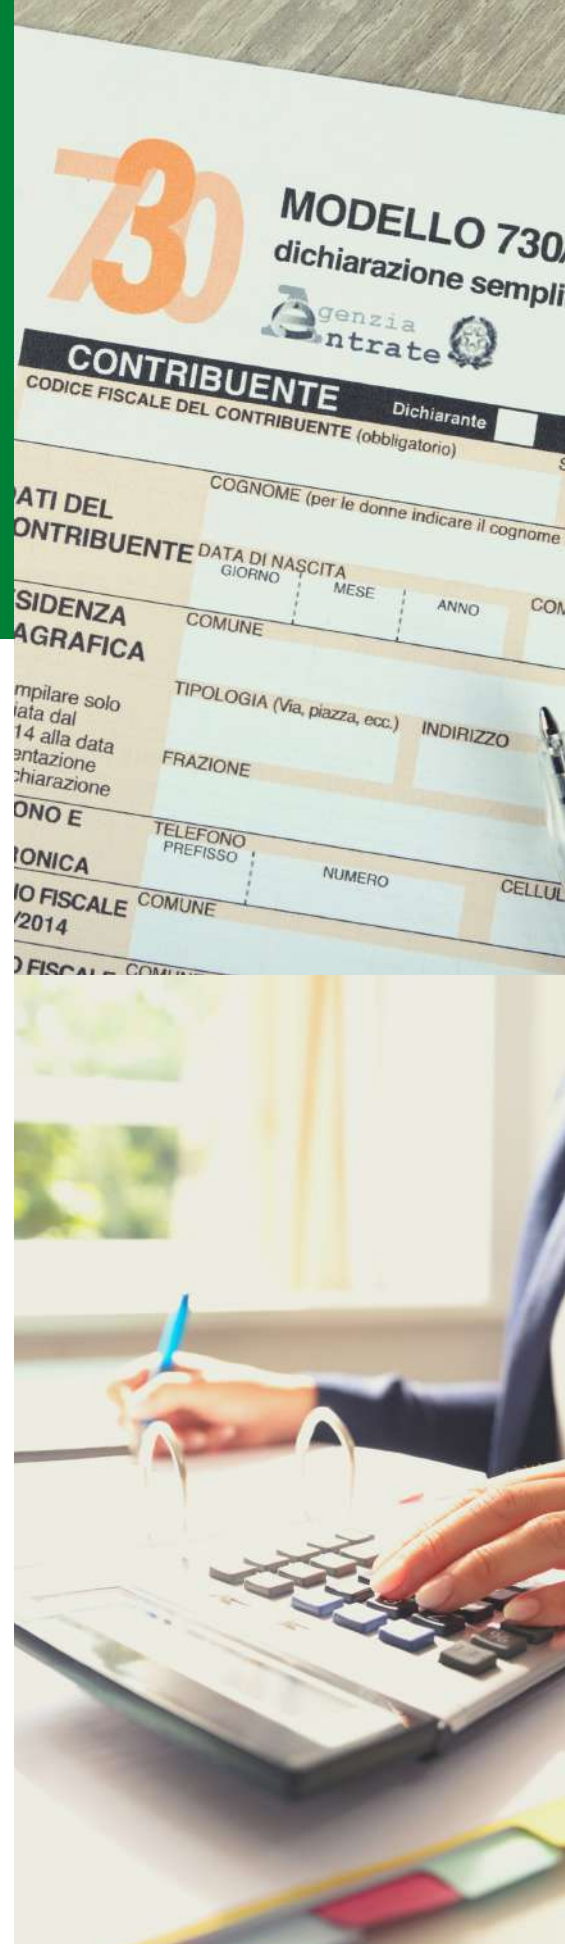 730
MODELLO 730/
dichiarazione sempli
Agenzia
Entrate
CONTRIBUENTE
Dichiarante
CODICE FISCALE DEL CONTRIBUENTE (obbligatorio)
COGNOME (per le donne indicare il cognome
ATI DEL
ONTRIBUENTE
DATA DI NASCITA
GIORNO MESE ANNO
COM
SIDENZA
AGRAFICA
COMUNE
mpilare solo
iata dal
14 alla data
entazione
chiarazione
TIPOLOGIA (Via, piazza, ecc.) INDIRIZZO
FRAZIONE
ONO E
RONICA
TELEFONO
PREFISSO NUMERO
CELLUL
IO FISCALE
/2014
COMUNE
O FISCALE
COMUNE